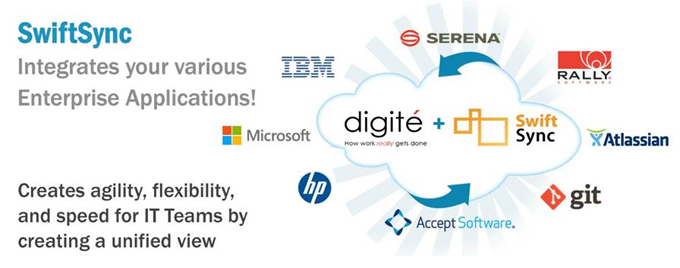 SwiftSync
Integrates your various
Enterprise Applications!
Creates agility, flexibility,
and speed for IT Teams by
creating a unified view
SERENA
IBM
RALLY
SOFTWARE
Microsoft
digité + Swift
Sync
How work really gets done
Atlassian
hp
git
Accept Software®